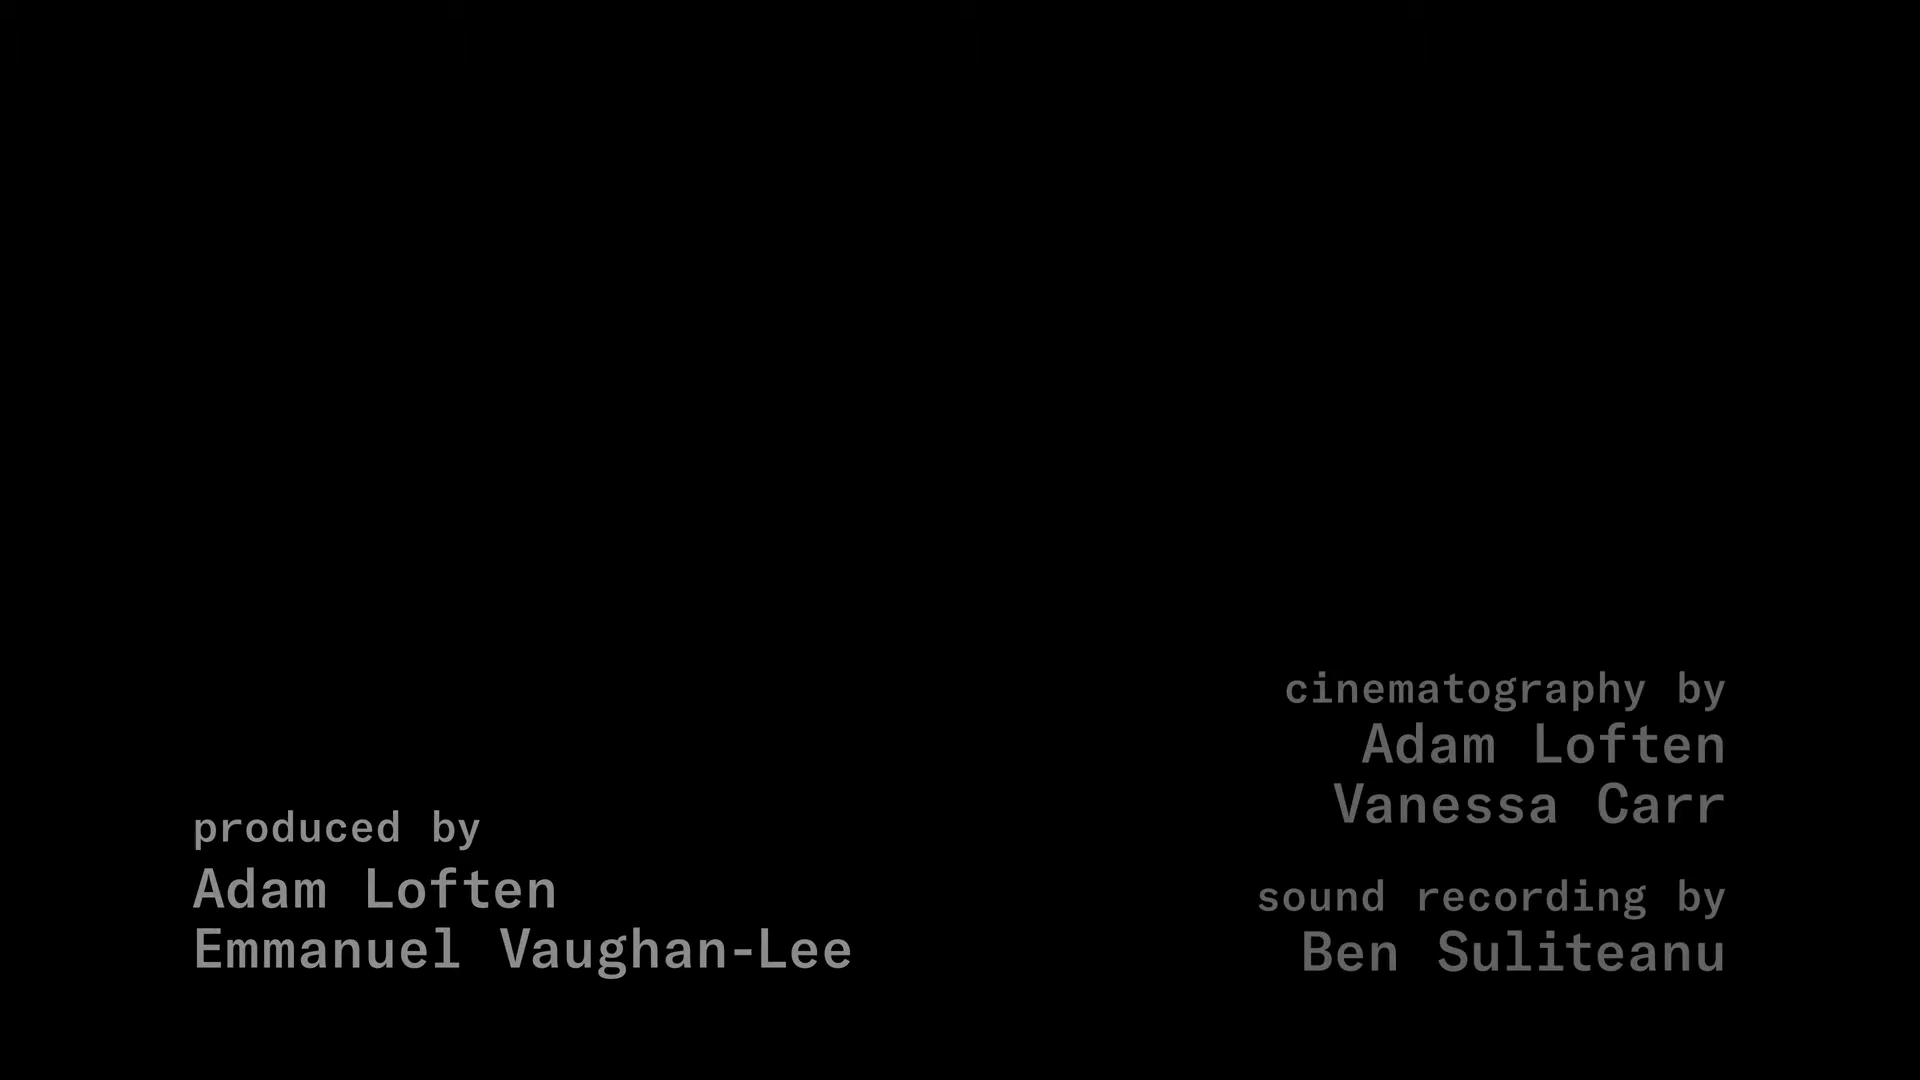 produced by
Adam Loften
Emmanuel Vaughan-Lee
cinematography by
Adam Loften
Vanessa Carr
sound recording by
Ben Suliteanu